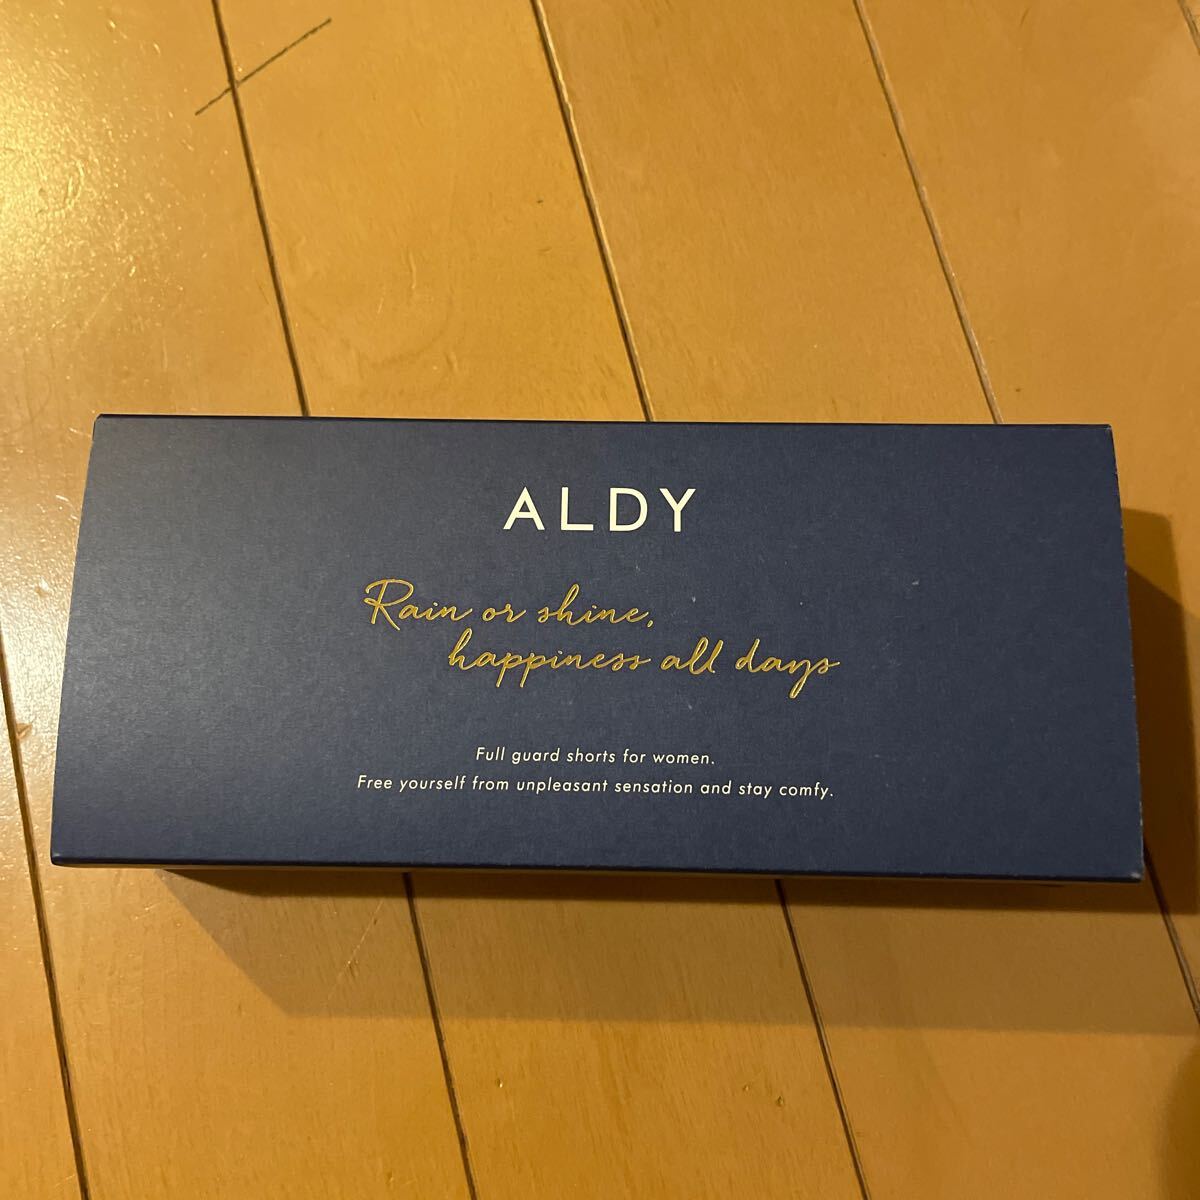 ALDY
Rain or shine,
happiness all days
Full guard shorts for women.
Free yourself from unpleasant sensation and stay comfy.